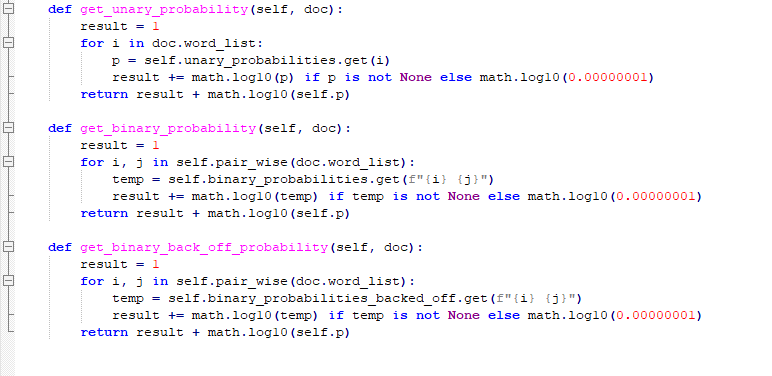 def get_unary_probability(self, doc):
    result = 1
    for i in doc.word_list:
        p = self.unary_probabilities.get(i)
        result += math.log10(p) if p is not None else math.log10(0.00000001)
    return result + math.log10(self.p)

def get_binary_probability(self, doc):
    result = 1
    for i, j in self.pair_wise(doc.word_list):
        temp = self.binary_probabilities.get(f"{i} {j}")
        result += math.log10(temp) if temp is not None else math.log10(0.00000001)
    return result + math.log10(self.p)

def get_binary_back_off_probability(self, doc):
    result = 1
    for i, j in self.pair_wise(doc.word_list):
        temp = self.binary_probabilities_backed_off.get(f"{i} {j}")
        result += math.log10(temp) if temp is not None else math.log10(0.00000001)
    return result + math.log10(self.p)